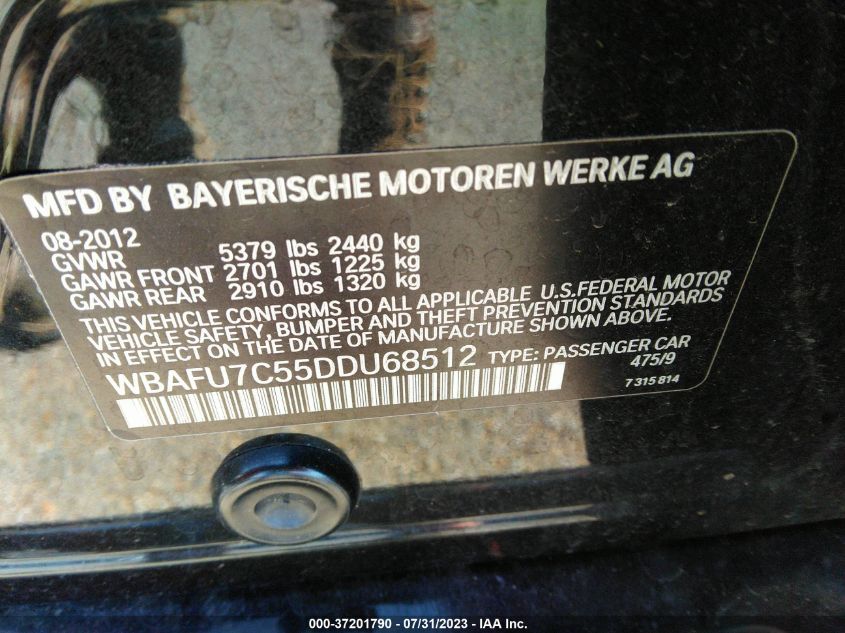 MFD BY BAYERISCHE MOTOREN WERKE AG
08-2012
GVWR 5379 lbs 2440 kg
GAWR FRONT 2701 lbs 1225 kg
GAWR REAR 2910 lbs 1320 kg
THIS VEHICLE CONFORMS TO ALL APPLICABLE U.S.FEDERAL MOTOR
VEHICLE SAFETY, BUMPER AND THEFT PREVENTION STANDARDS
IN EFFECT ON THE DATE OF MANUFACTURE SHOWN ABOVE.
WBAFU7C55DDU68512 TYPE: PASSENGER CAR
475/9
7 315 814
000-37201790 - 07/31/2023 - IAA Inc.